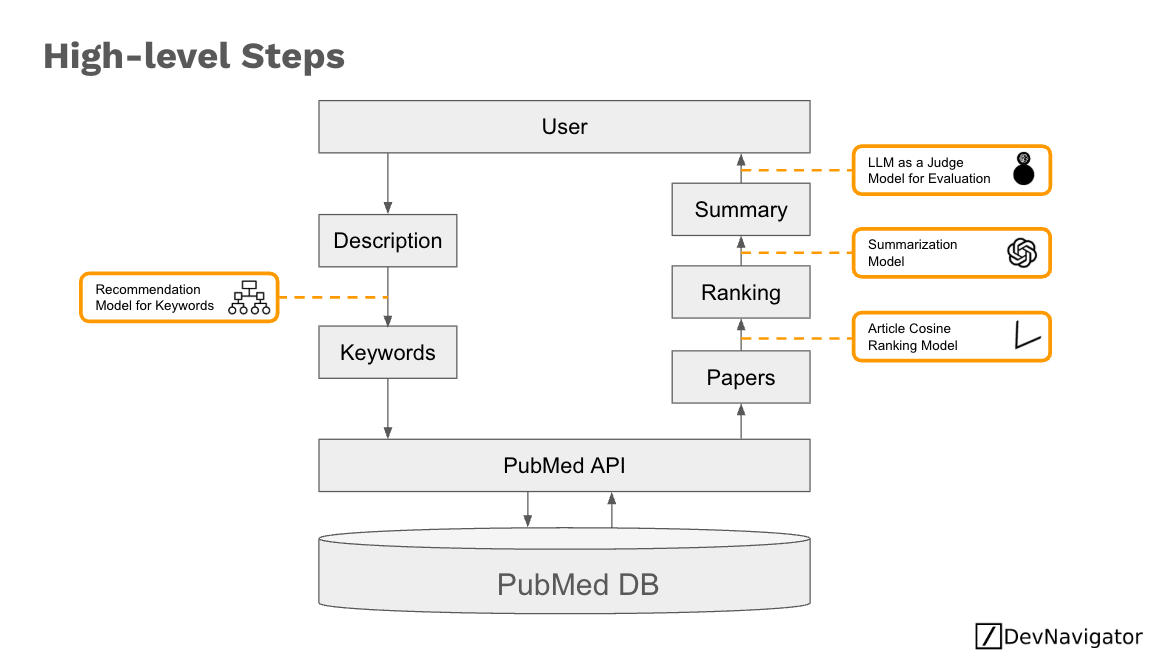 High-level Steps
User
LLM as a Judge
Model for Evaluation
Summary
Description
Summarization
Model
Recommendation
Model for Keywords
Ranking
Article Cosine
Ranking Model
Keywords
Papers
PubMed API
PubMed DB
DevNavigator